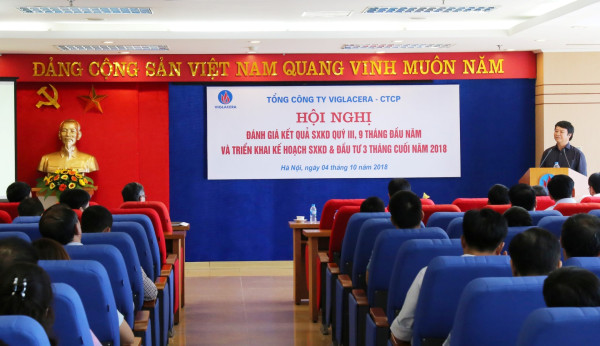 ĐẢNG CỘNG SẢN VIỆT NAM QUANG VINH MUÔN NĂM
VIGLACERA
TỔNG CÔNG TY VIGLACERA - CTCP
HỘI NGHỊ
ĐÁNH GIÁ KẾT QUẢ SXKD QUÝ III, 9 THÁNG ĐẦU NĂM
VÀ TRIỂN KHAI KẾ HOẠCH SXKD & ĐẦU TƯ 3 THÁNG CUỐI NĂM 2018
Hà Nội, ngày 04 tháng 10 năm 2018